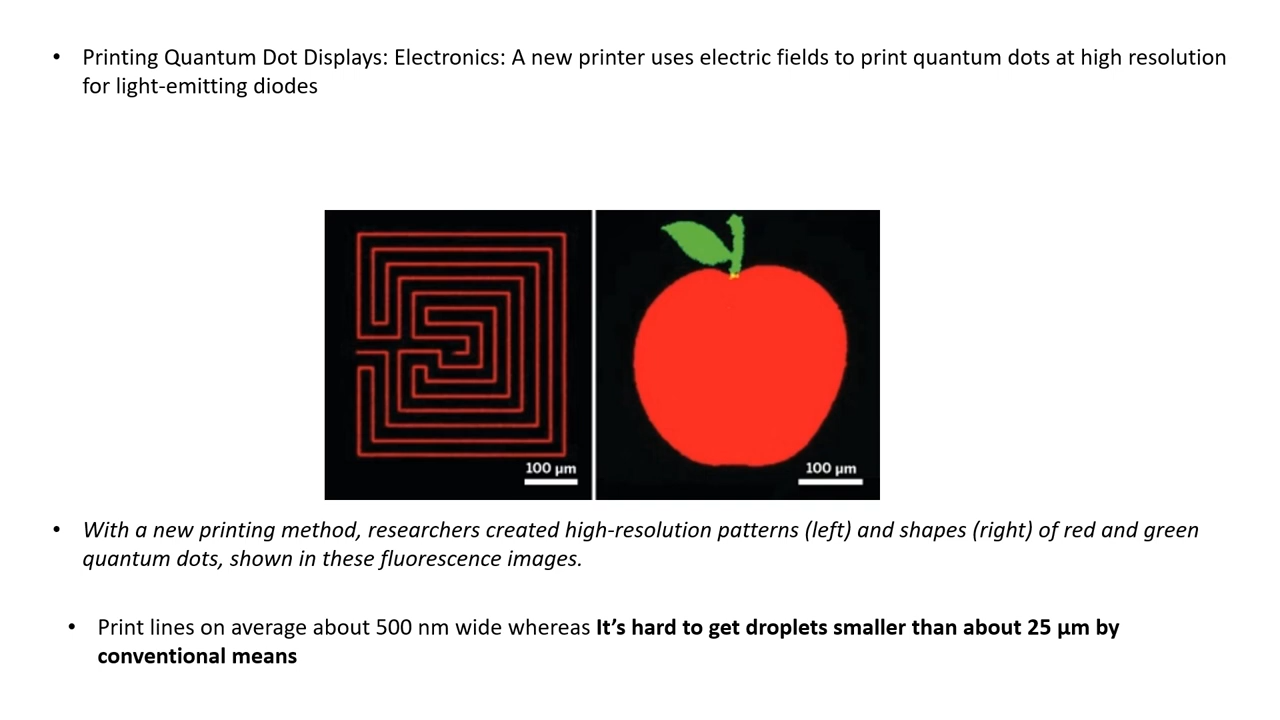 • Printing Quantum Dot Displays: Electronics: A new printer uses electric fields to print quantum dots at high resolution
for light-emitting diodes
100 µm
100 µm
• With a new printing method, researchers created high-resolution patterns (left) and shapes (right) of red and green
quantum dots, shown in these fluorescence images.
• Print lines on average about 500 nm wide whereas It’s hard to get droplets smaller than about 25 µm by
conventional means